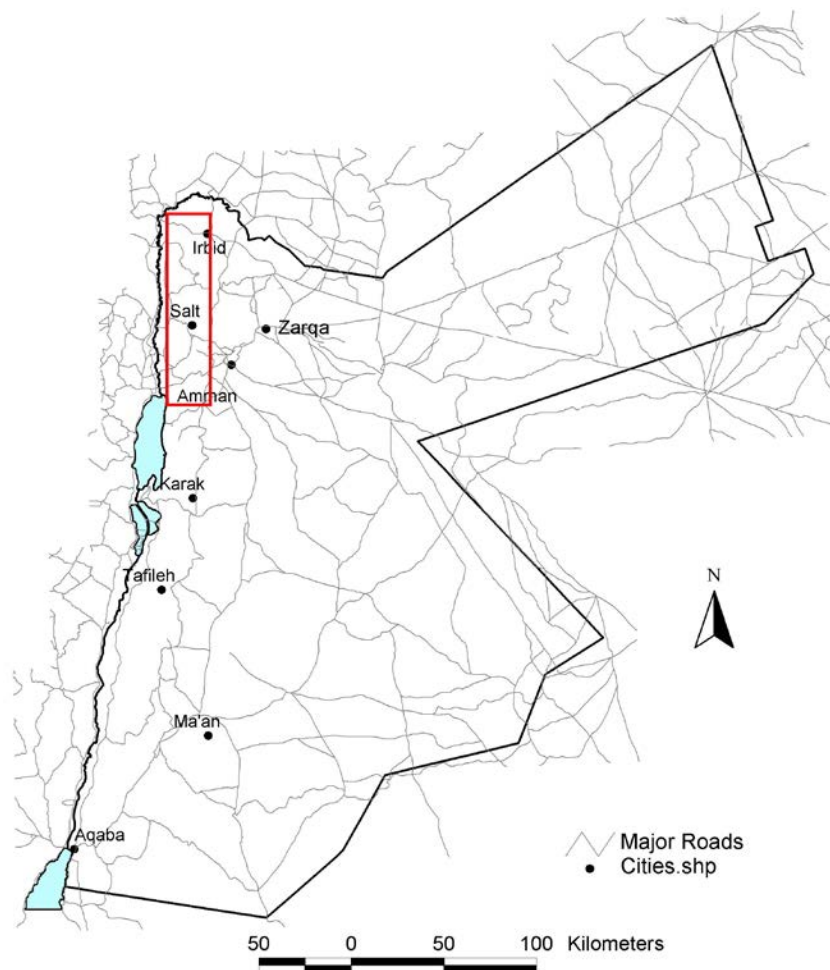 Irbid
Salt
Zarqa
Amman
Karak
Tafileh
N
Ma'an
Aqaba
Major Roads
Cities.shp
50 0 50 100 Kilometers